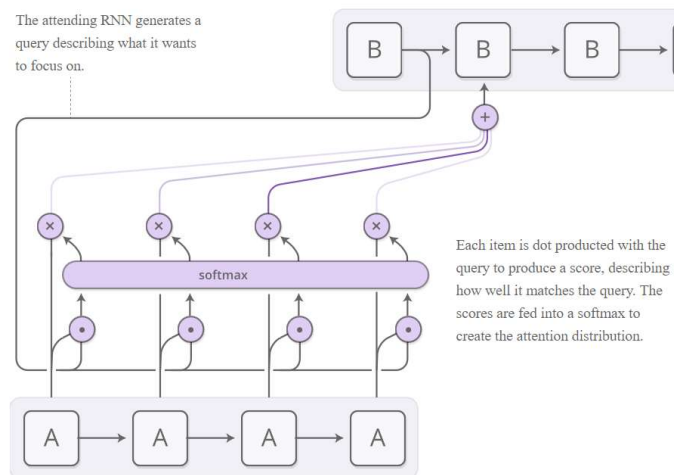 The attending RNN generates a
query describing what it wants
to focus on.
B
B
B
+
×
×
×
×
softmax
Each item is dot producted with the
query to produce a score, describing
how well it matches the query. The
scores are fed into a softmax to
create the attention distribution.
A
A
A
A